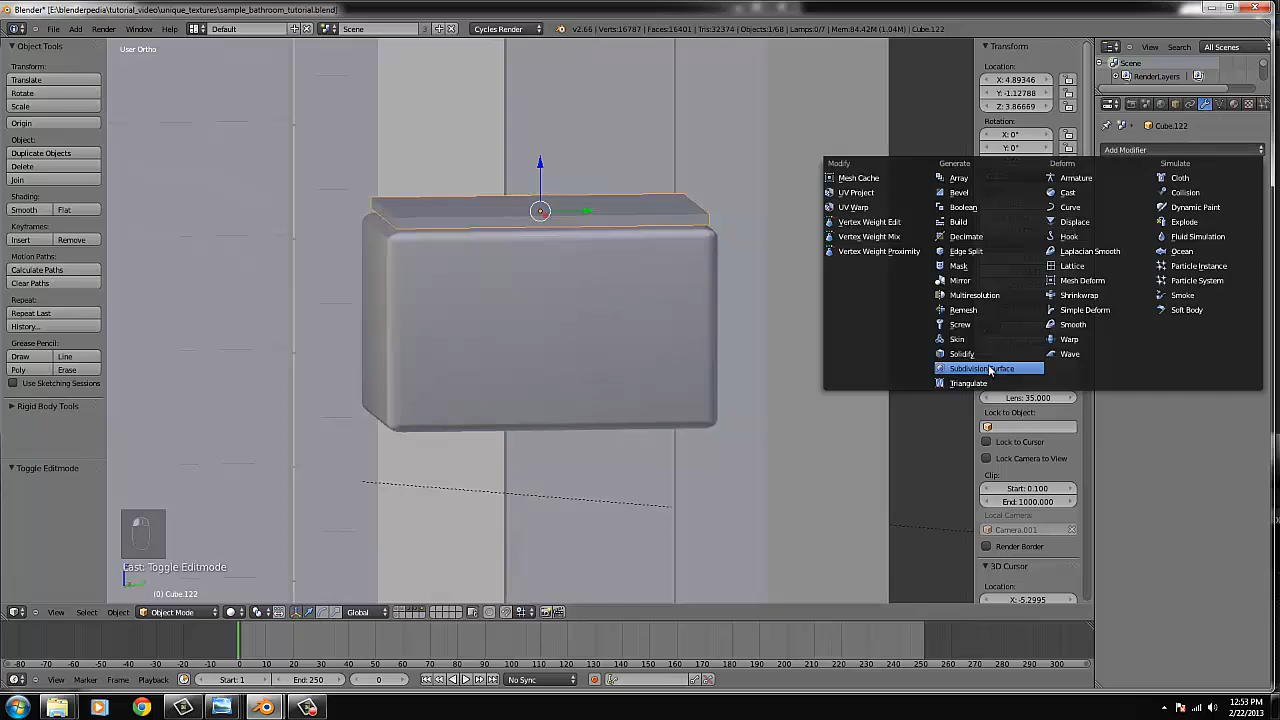 Blender* [E:\blenderpedia\tutorial_video\unique_textures\sample_bathroom_tutorial.blend]
File Add Render Window Help Default Scene 3 Cycles Render v2.66 | Verts:16787 | Faces:16401 | Tris:32374 | Objects:1/68 | Lamps:0/7 | Mem:84.42M (1.04M) | Cube.122
Object Tools
Transform:
Translate
Rotate
Scale
Origin
Object:
Duplicate Objects
Delete
Join
Shading:
Smooth Flat
Keyframes:
Insert Remove
Motion Paths:
Calculate Paths
Clear Paths
Repeat:
Repeat Last
History...
Grease Pencil:
Draw Line
Poly Erase
Use Sketching Sessions
Rigid Body Tools
Toggle Editmode
User Ortho
Last: Toggle Editmode
(0) Cube.122
Transform
Location:
X: 4.89346
Y: -1.12788
Z: 3.86669
Rotation:
X: 0°
Y: 0°
View Search All Scenes
Scene
RenderLayers
Cube.122
Add Modifier
Modify
Mesh Cache
UV Project
UV Warp
Vertex Weight Edit
Vertex Weight Mix
Vertex Weight Proximity
Generate
Array
Bevel
Boolean
Build
Decimate
Edge Split
Mask
Mirror
Multiresolution
Remesh
Screw
Skin
Solidify
Subdivision Surface
Triangulate
Deform
Armature
Cast
Curve
Displace
Hook
Laplacian Smooth
Lattice
Mesh Deform
Shrinkwrap
Simple Deform
Smooth
Warp
Wave
Simulate
Cloth
Collision
Dynamic Paint
Explode
Fluid Simulation
Ocean
Particle Instance
Particle System
Smoke
Soft Body
Lens: 35.000
Lock to Object:
Lock to Cursor
Lock Camera to View
Clip:
Start: 0.100
End: 1000.000
Local Camera:
Camera.001
Render Border
3D Cursor
Location:
X: -5.2995
View Select Object Object Mode Global
-80 -70 -60 -50 -40 -30 -20 -10 0 10 20 30 40 50 60 70 80 90 100 110 120 130 140 150 160 170 180 190 200 210 220 230 240 250 260 270 280 290 300
View Marker Frame Playback Start: 1 End: 250 0 No Sync
12:53 PM
2/22/2013